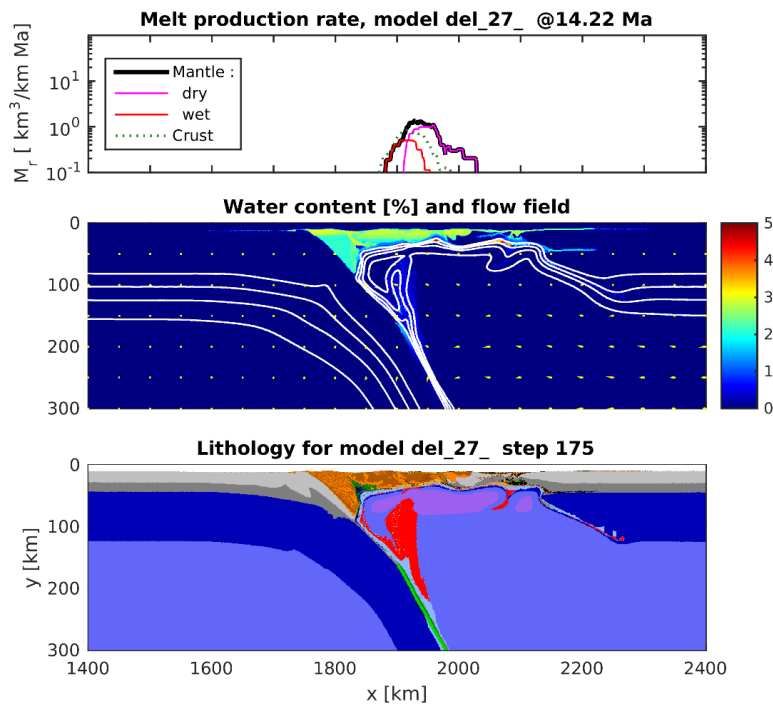 Melt production rate, model del_27_ @14.22 Ma
M_r [ km^3/km Ma]
10^1
10^0
10^-1
Mantle :
dry
wet
Crust
Water content [%] and flow field
0
100
200
300
5
4
3
2
1
0
Lithology for model del_27_ step 175
y [km]
0
100
200
300
1400
1600
1800
2000
2200
2400
x [km]